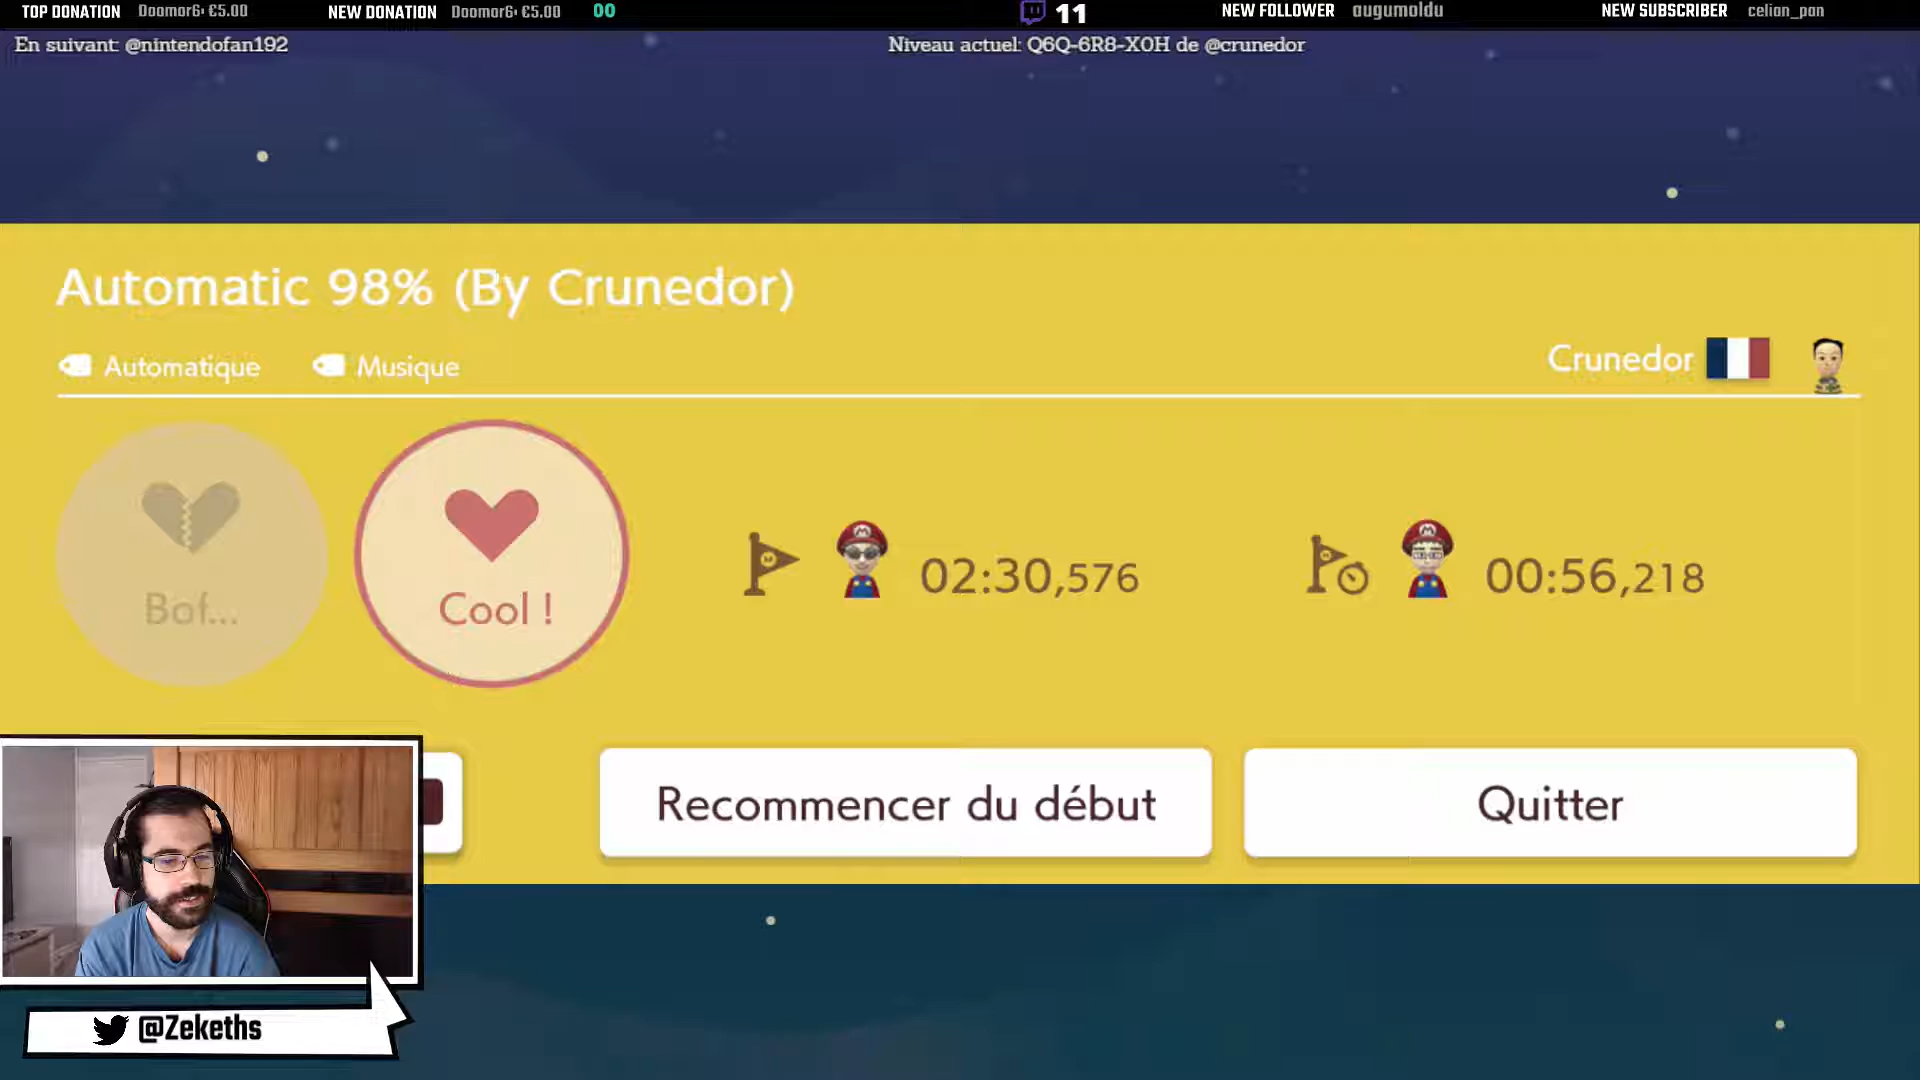 TOP DONATION Doomar6: €5.00 NEW DONATION Doomar6: €5.00 00 11 NEW FOLLOWER augumoldu NEW SUBSCRIBER celian_pan
En suivant: @nintendofan192 Niveau actuel: Q6Q-6R8-X0H de @crunedor
Automatic 98% (By Crunedor)
Automatique Musique Crunedor
Bof... Cool !
02:30,576 00:56,218
Recommencer du début Quitter
@Zekeths